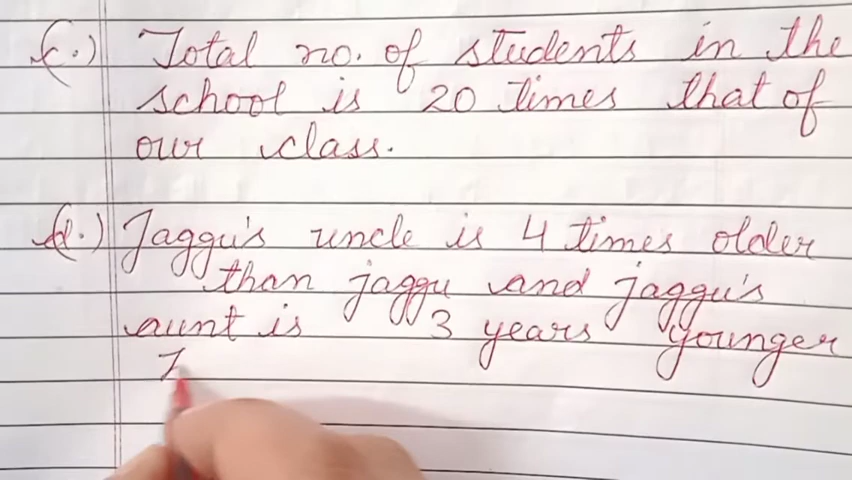 (c.) Total no. of students in the
school is 20 times that of
our class.
(d.) Jaggu's uncle is 4 times older
than jaggu and jaggu's
aunt is 3 years younger